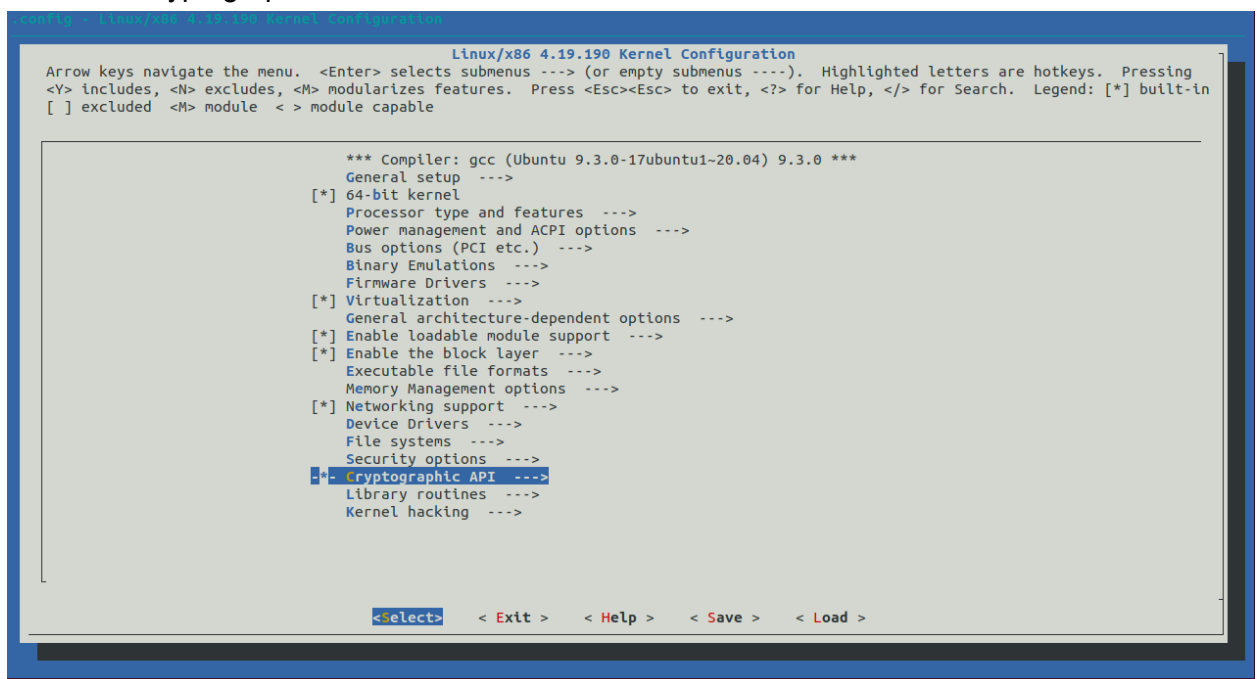 .config - Linux/x86 4.19.190 Kernel Configuration
Linux/x86 4.19.190 Kernel Configuration
Arrow keys navigate the menu.  <Enter> selects submenus ---> (or empty submenus ----).  Highlighted letters are hotkeys.  Pressing
<Y> includes, <N> excludes, <M> modularizes features.  Press <Esc><Esc> to exit, <?> for Help, </> for Search.  Legend: [*] built-in
[ ] excluded  <M> module  < > module capable
*** Compiler: gcc (Ubuntu 9.3.0-17ubuntu1~20.04) 9.3.0 ***
General setup  --->
[*] 64-bit kernel
Processor type and features  --->
Power management and ACPI options  --->
Bus options (PCI etc.)  --->
Binary Emulations  --->
Firmware Drivers  --->
[*] Virtualization  --->
General architecture-dependent options  --->
[*] Enable loadable module support  --->
[*] Enable the block layer  --->
Executable file formats  --->
Memory Management options  --->
[*] Networking support  --->
Device Drivers  --->
File systems  --->
Security options  --->
-*- Cryptographic API  --->
Library routines  --->
Kernel hacking  --->
<Select>    < Exit >    < Help >    < Save >    < Load >